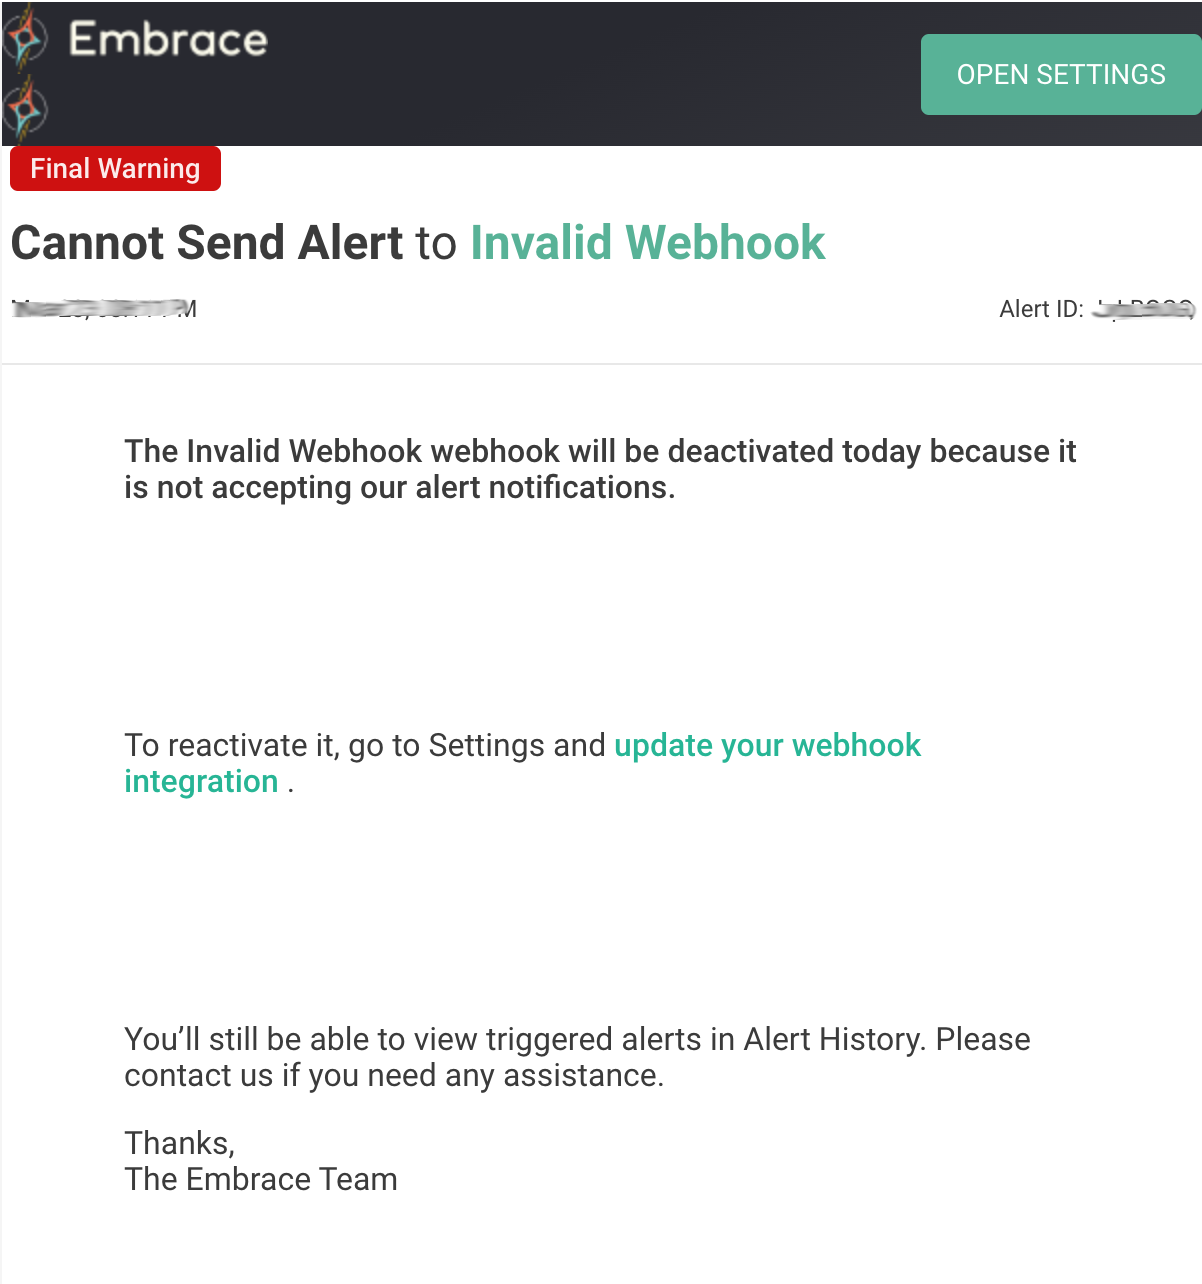 Embrace
OPEN SETTINGS
Final Warning
Cannot Send Alert to Invalid Webhook
Alert ID:
The Invalid Webhook webhook will be deactivated today because it
is not accepting our alert notifications.
To reactivate it, go to Settings and update your webhook
integration .
You’ll still be able to view triggered alerts in Alert History. Please
contact us if you need any assistance.
Thanks,
The Embrace Team